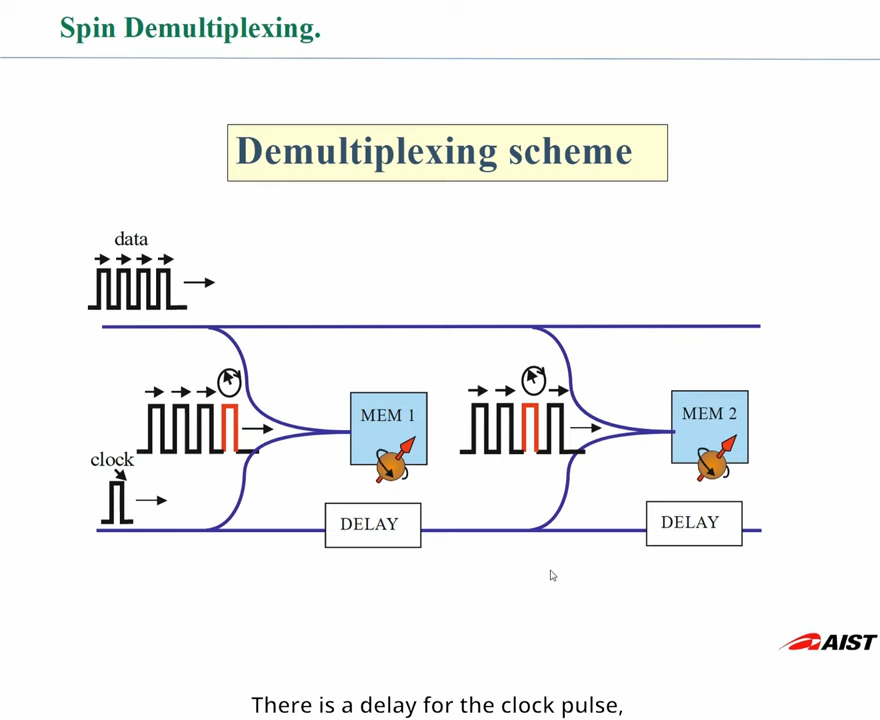 Spin Demultiplexing.
Demultiplexing scheme
data
MEM 1
MEM 2
clock
DELAY
DELAY
AIST
There is a delay for the clock pulse,